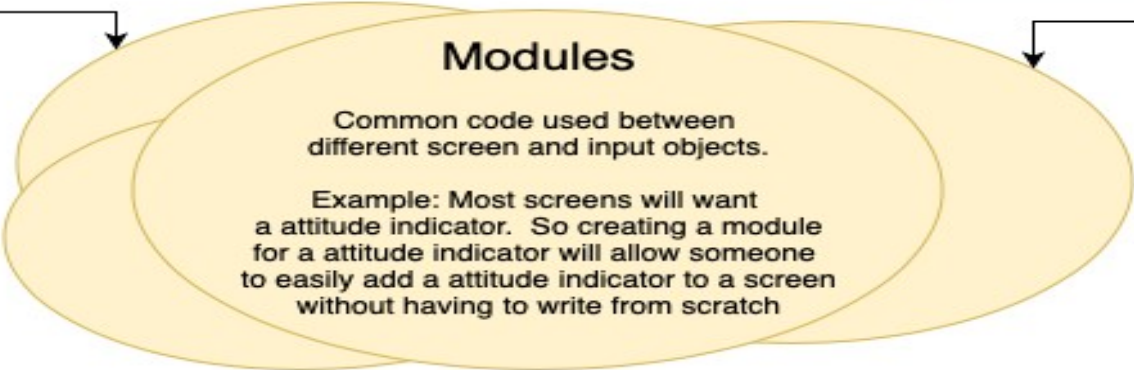 Modules
Common code used between
different screen and input objects.
Example: Most screens will want
a attitude indicator.  So creating a module
for a attitude indicator will allow someone
to easily add a attitude indicator to a screen
without having to write from scratch